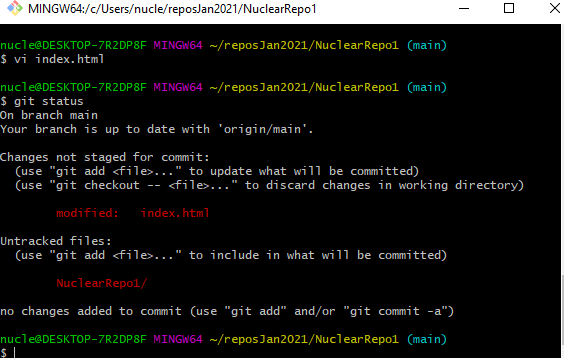 MINGW64:/c/Users/nucle/reposJan2021/NuclearRepo1
nucle@DESKTOP-7R2DP8F MINGW64 ~/reposJan2021/NuclearRepo1 (main)
$ vi index.html
nucle@DESKTOP-7R2DP8F MINGW64 ~/reposJan2021/NuclearRepo1 (main)
$ git status
On branch main
Your branch is up to date with 'origin/main'.
Changes not staged for commit:
  (use "git add <file>..." to update what will be committed)
  (use "git checkout -- <file>..." to discard changes in working directory)
        modified:   index.html
Untracked files:
  (use "git add <file>..." to include in what will be committed)
        NuclearRepo1/
no changes added to commit (use "git add" and/or "git commit -a")
nucle@DESKTOP-7R2DP8F MINGW64 ~/reposJan2021/NuclearRepo1 (main)
$